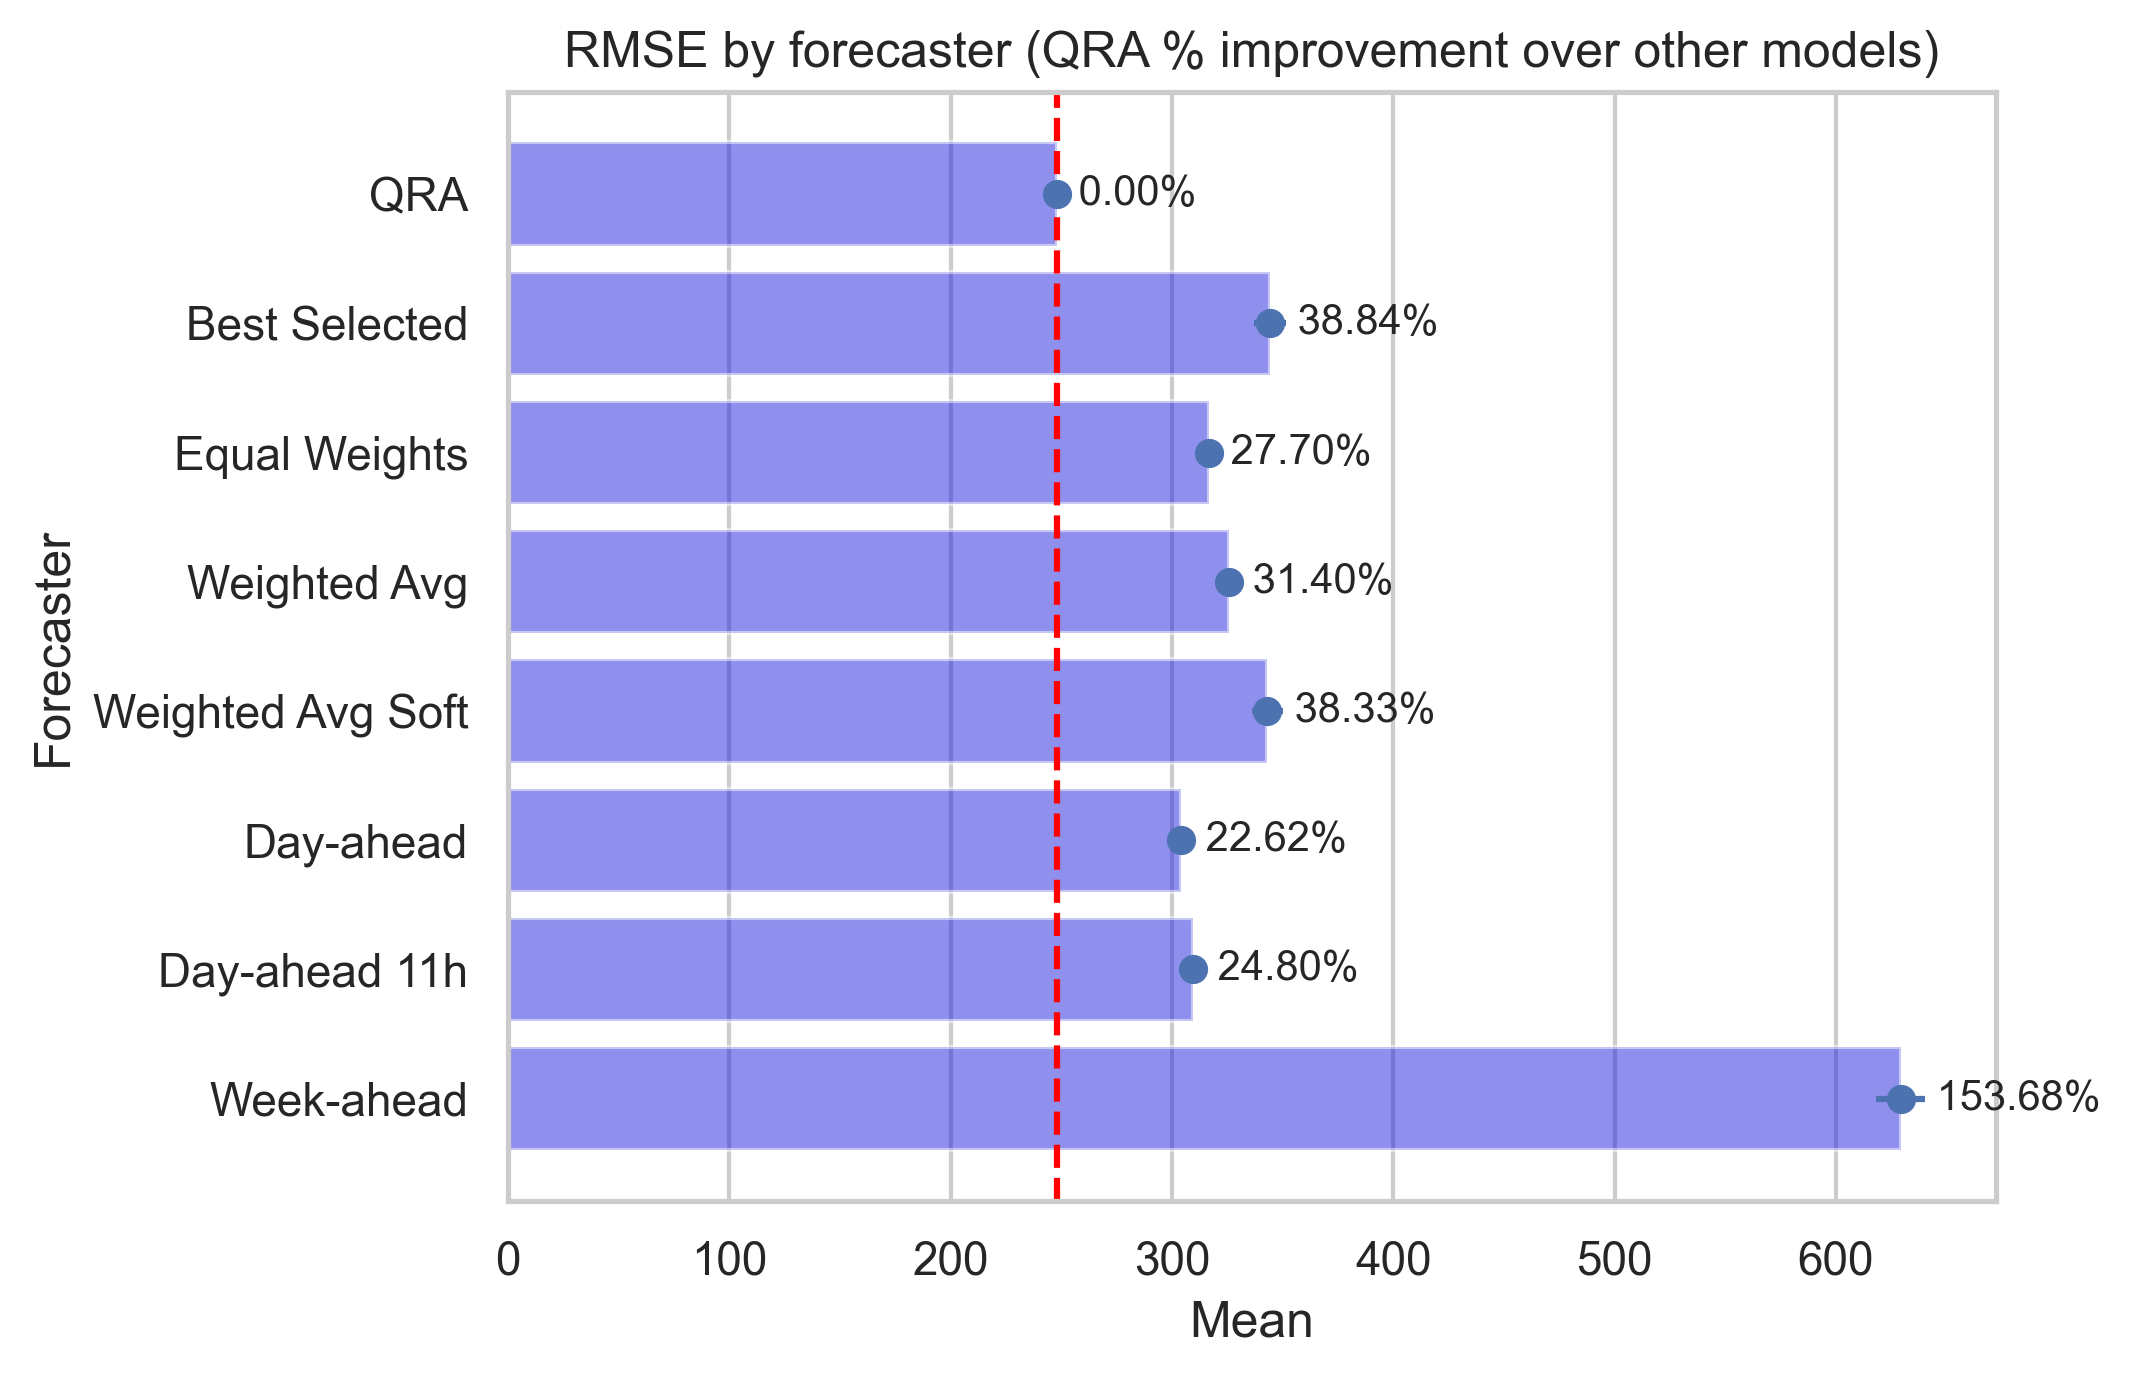 RMSE by forecaster (QRA % improvement over other models)
QRA
0.00%
Best Selected
38.84%
Equal Weights
27.70%
Weighted Avg
31.40%
Weighted Avg Soft
38.33%
Day-ahead
22.62%
Day-ahead 11h
24.80%
Week-ahead
153.68%
Forecaster
0 100 200 300 400 500 600
Mean